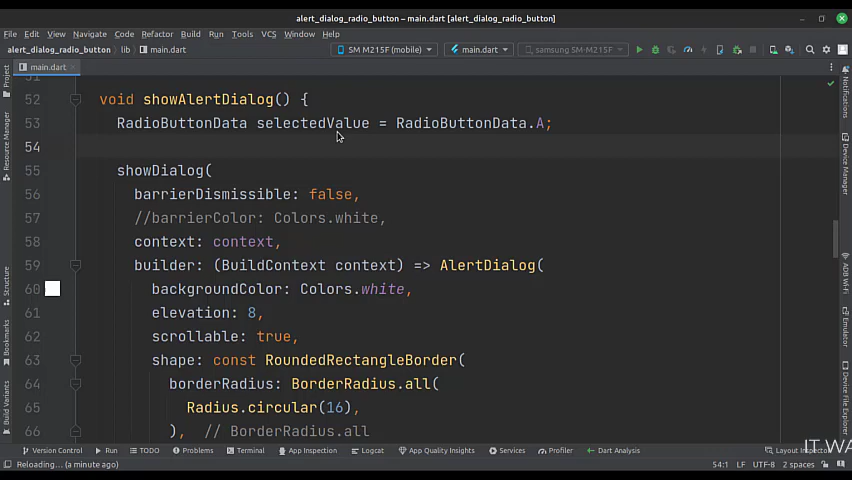 alert_dialog_radio_button – main.dart [alert_dialog_radio_button]
File Edit View Navigate Code Refactor Build Run Tools VCS Window Help
alert_dialog_radio_button lib main.dart SM M215F (mobile) main.dart samsung SM-M215F
main.dart
51
52 void showAlertDialog() {
53 RadioButtonData selectedValue = RadioButtonData.A;
54
55 showDialog(
56 barrierDismissible: false,
57 //barrierColor: Colors.white,
58 context: context,
59 builder: (BuildContext context) => AlertDialog(
60 backgroundColor: Colors.white,
61 elevation: 8,
62 scrollable: true,
63 shape: const RoundedRectangleBorder(
64 borderRadius: BorderRadius.all(
65 Radius.circular(16),
66 ), // BorderRadius.all
Project
Resource Manager
Structure
Bookmarks
Build Variants
Notifications
Device Manager
ADB Wi-Fi
Emulator
Device File Explorer
IT WA
Version Control Run TODO Problems Terminal App Inspection Logcat App Quality Insights Services Profiler Dart Analysis Layout Inspector
Reloading... (a minute ago) 54:1 LF UTF-8 2 spaces